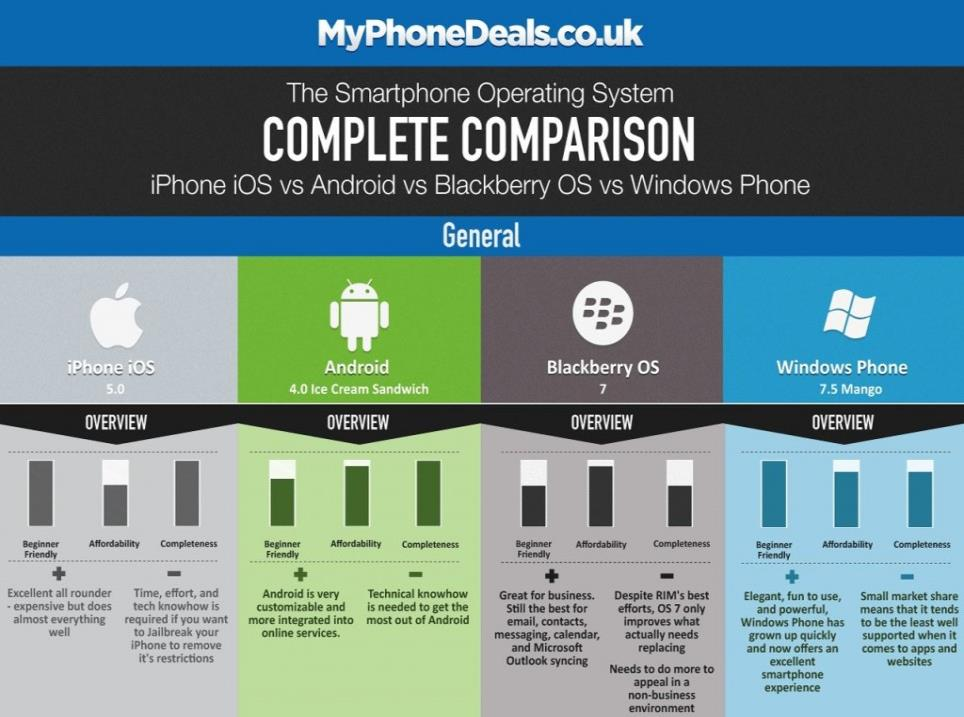 MyPhoneDeals.co.uk
The Smartphone Operating System
COMPLETE COMPARISON
iPhone iOS vs Android vs Blackberry OS vs Windows Phone
General
iPhone iOS
5.0
Android
4.0 Ice Cream Sandwich
Blackberry OS
7
Windows Phone
7.5 Mango
OVERVIEW
OVERVIEW
OVERVIEW
OVERVIEW
Beginner
Friendly
Affordability
Completeness
+
Excellent all rounder
- expensive but does
almost everything
well
−
Time, effort, and
tech knowhow is
required if you want
to Jailbreak your
iPhone to remove
it's restrictions
Beginner
Friendly
Affordability
Completeness
+
Android is very
customizable and
more integrated into
online services.
−
Technical knowhow
is needed to get the
most out of Android
Beginner
Friendly
Affordability
Completeness
+
Great for business.
Still the best for
email, contacts,
messaging, calendar,
and Microsoft
Outlook syncing
−
Despite RIM's best
efforts, OS 7 only
improves what
actually needs
replacing
Needs to do more to
appeal in a
non-business
environment
Beginner
Friendly
Affordability
Completeness
+
Elegant, fun to use,
and powerful,
Windows Phone has
grown up quickly
and now offers an
excellent
smartphone
experience
−
Small market share
means that it tends
to be the least well
supported when it
comes to apps and
websites